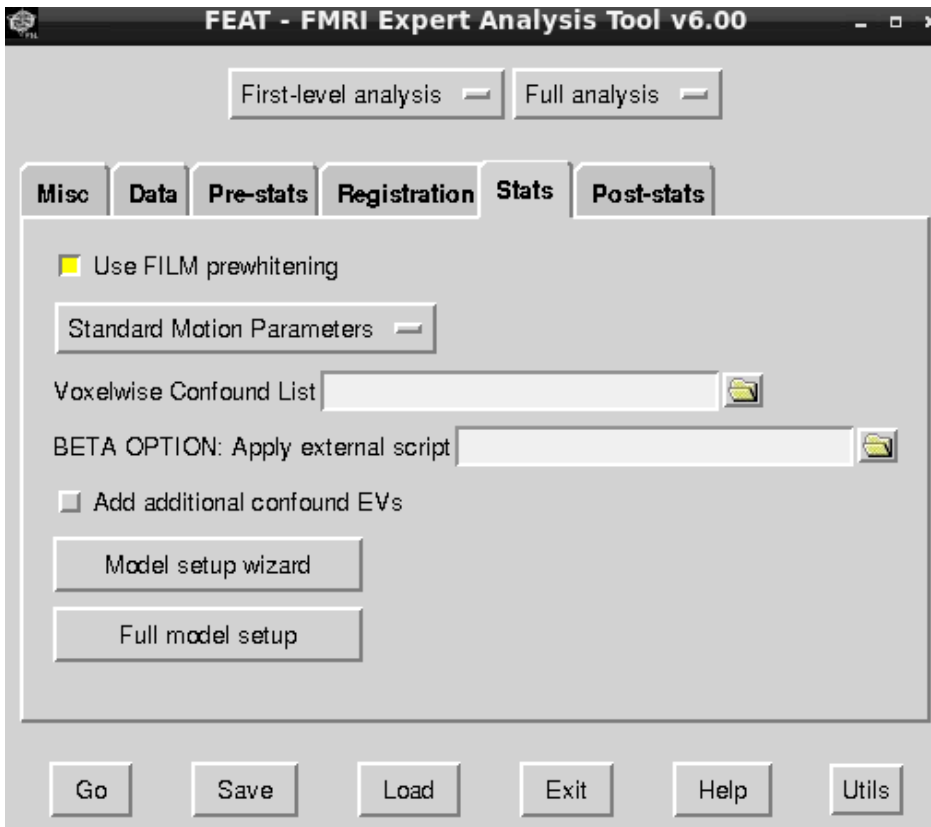 FEAT - FMRI Expert Analysis Tool v6.00
First-level analysis Full analysis
Misc Data Pre-stats Registration Stats Post-stats
Use FILM prewhitening
Standard Motion Parameters
Voxelwise Confound List
BETA OPTION: Apply external script
Add additional confound EVs
Model setup wizard
Full model setup
Go Save Load Exit Help Utils